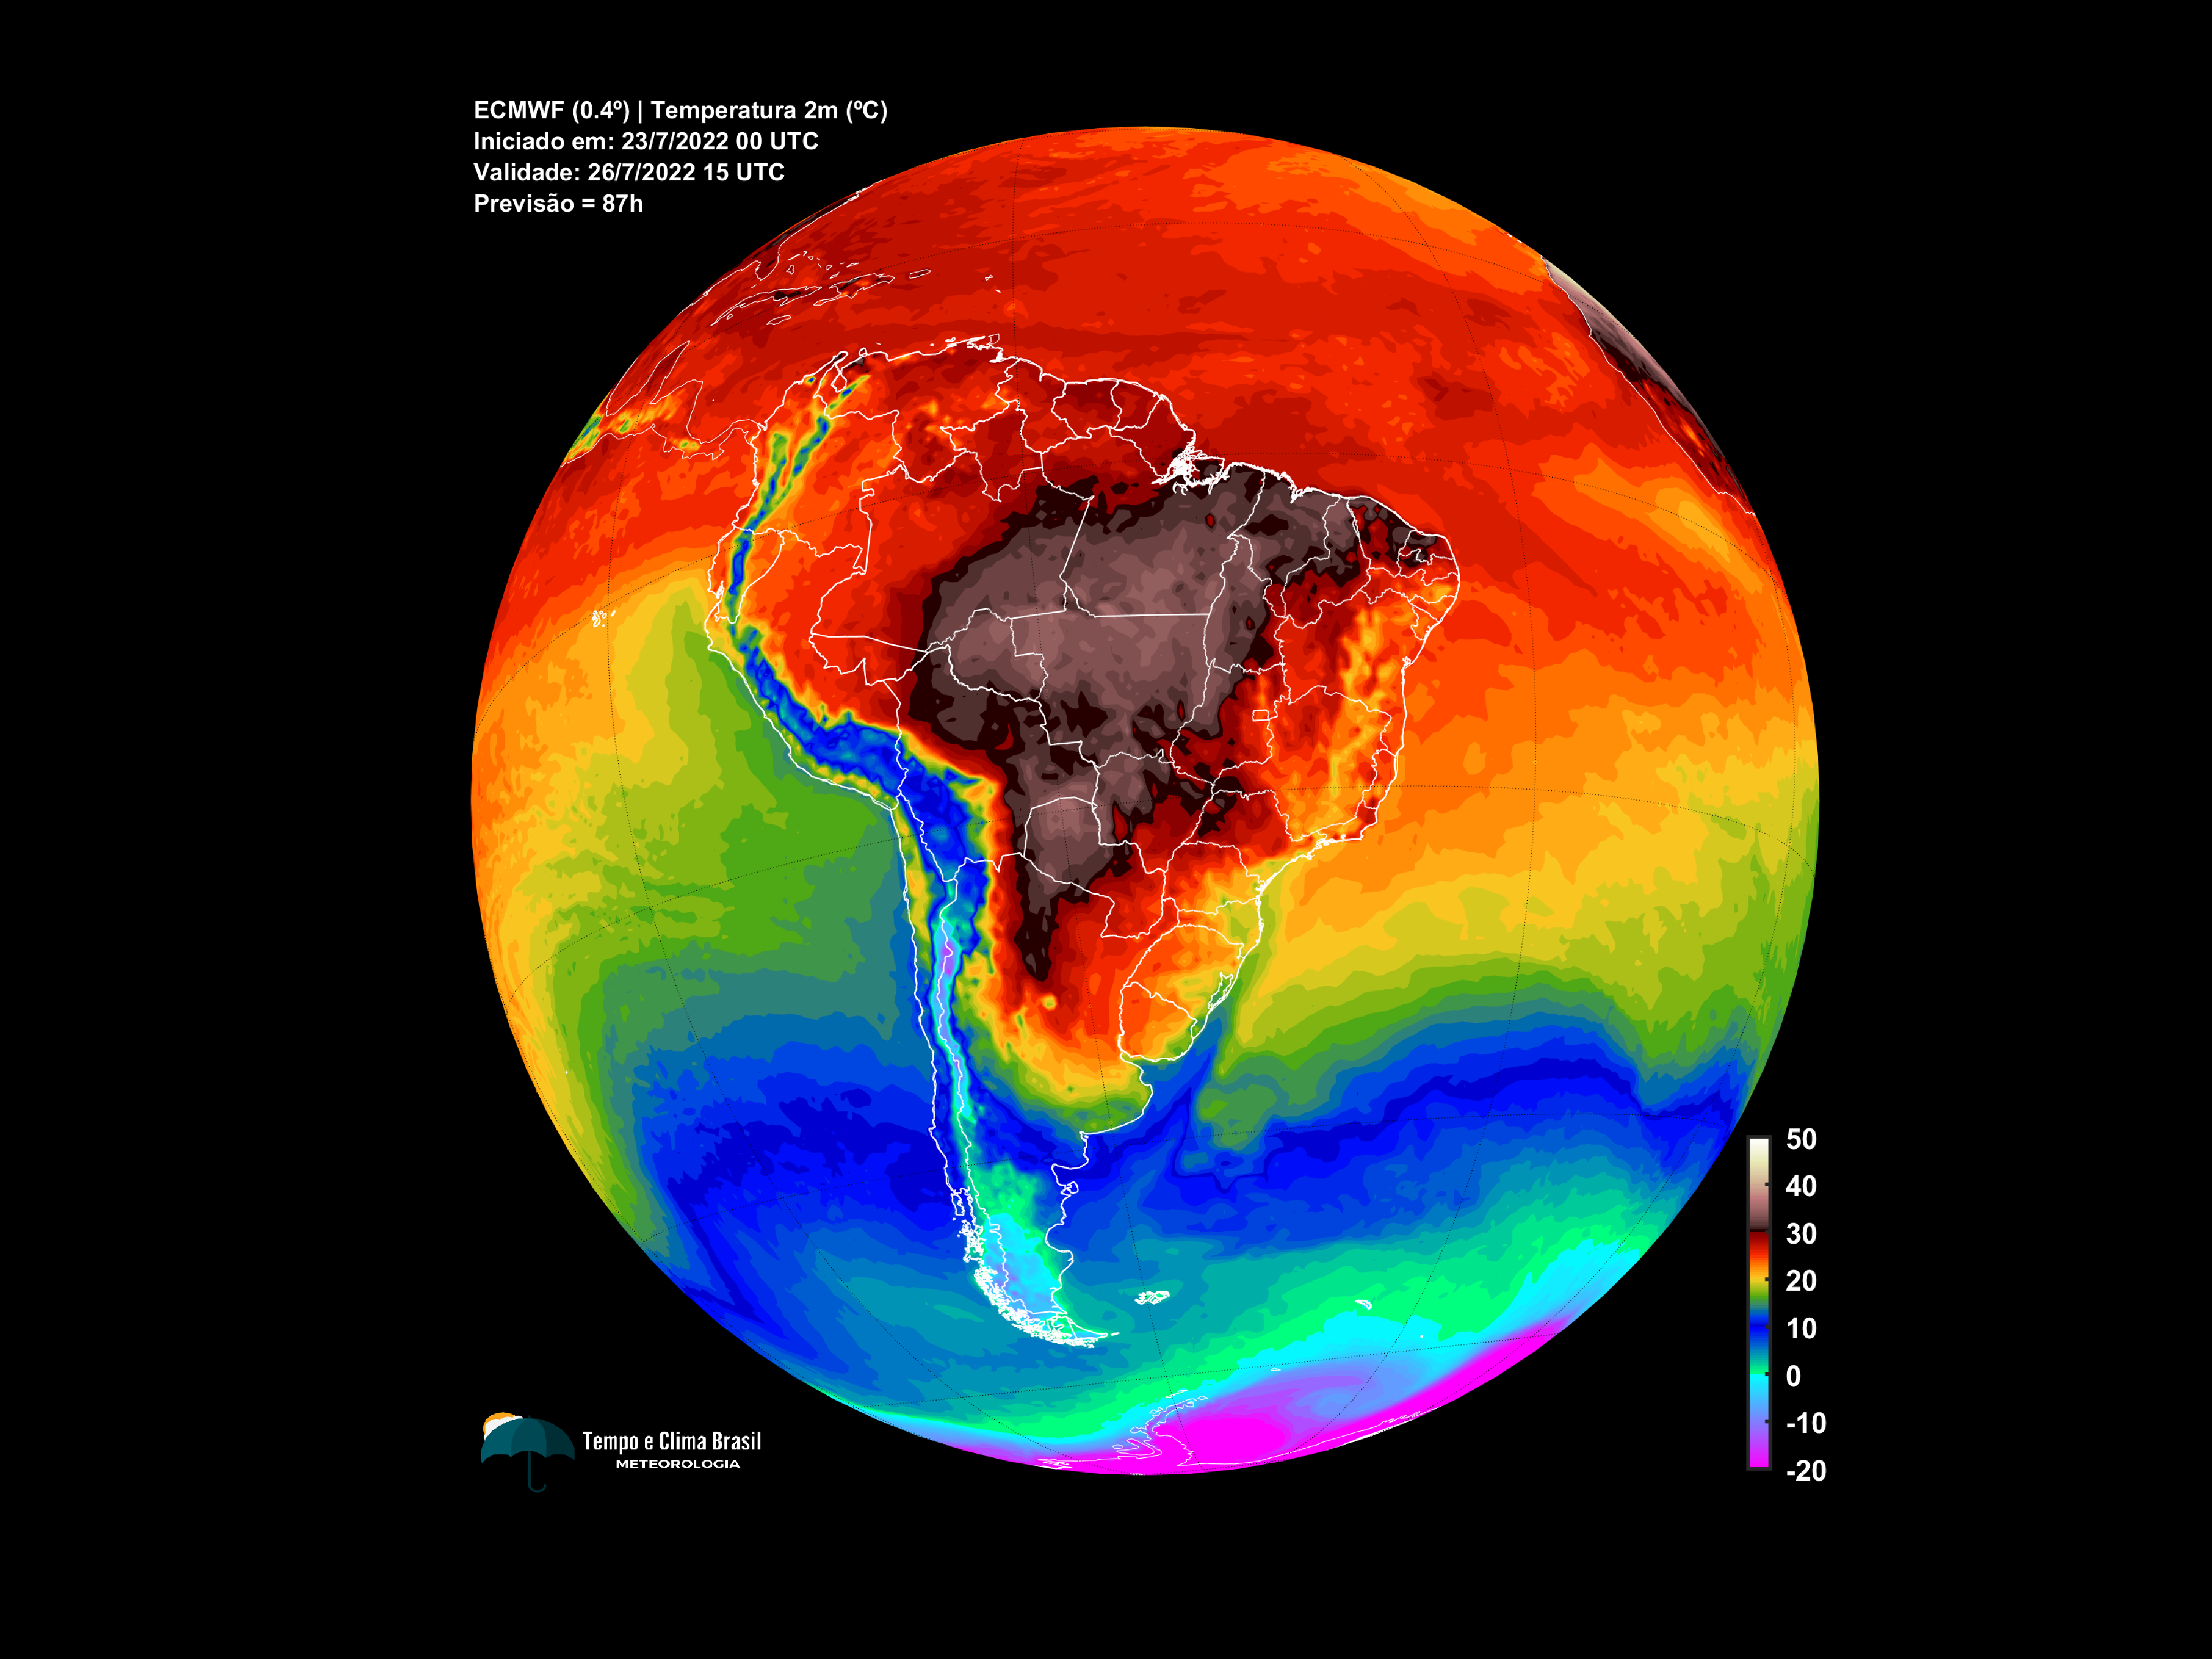 ECMWF (0.4º) | Temperatura 2m (ºC)
Iniciado em: 23/7/2022 00 UTC
Validade: 26/7/2022 15 UTC
Previsão = 87h
50
40
30
20
10
0
-10
-20
Tempo e Clima Brasil
METEOROLOGIA